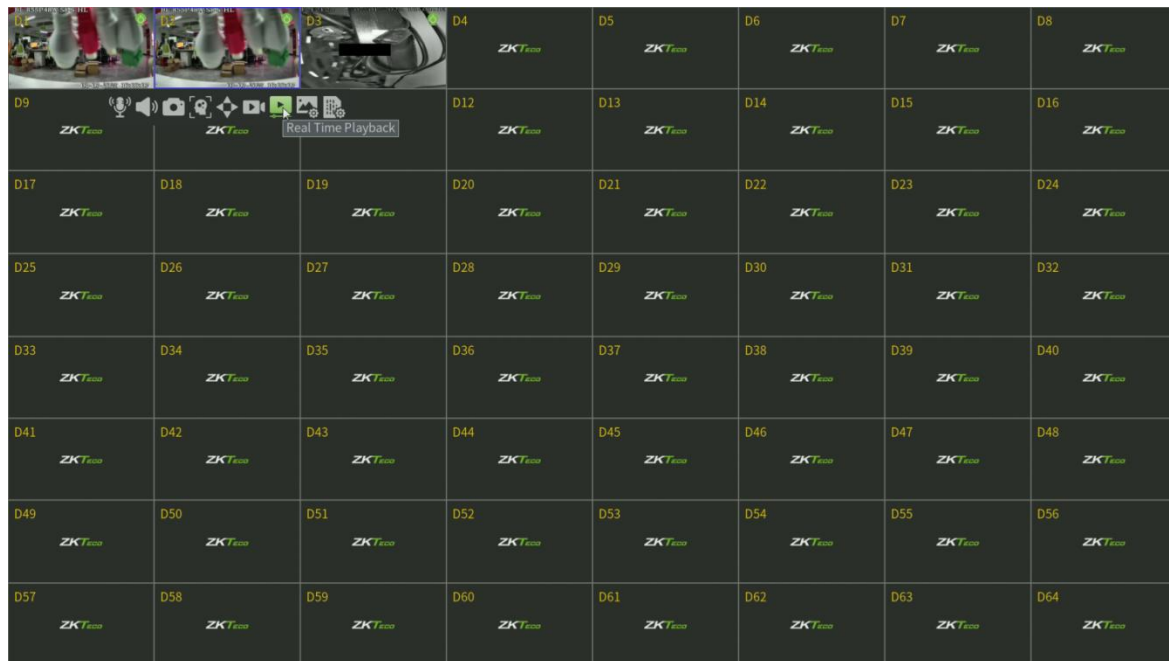 D1 D2 D3 D4 D5 D6 D7 D8
ZKTeco ZKTeco ZKTeco ZKTeco ZKTeco
D9 D12 D13 D14 D15 D16
Real Time Playback
ZKTeco ZKTeco ZKTeco ZKTeco ZKTeco ZKTeco ZKTeco
D17 D18 D19 D20 D21 D22 D23 D24
ZKTeco ZKTeco ZKTeco ZKTeco ZKTeco ZKTeco ZKTeco ZKTeco
D25 D26 D27 D28 D29 D30 D31 D32
ZKTeco ZKTeco ZKTeco ZKTeco ZKTeco ZKTeco ZKTeco ZKTeco
D33 D34 D35 D36 D37 D38 D39 D40
ZKTeco ZKTeco ZKTeco ZKTeco ZKTeco ZKTeco ZKTeco ZKTeco
D41 D42 D43 D44 D45 D46 D47 D48
ZKTeco ZKTeco ZKTeco ZKTeco ZKTeco ZKTeco ZKTeco ZKTeco
D49 D50 D51 D52 D53 D54 D55 D56
ZKTeco ZKTeco ZKTeco ZKTeco ZKTeco ZKTeco ZKTeco ZKTeco
D57 D58 D59 D60 D61 D62 D63 D64
ZKTeco ZKTeco ZKTeco ZKTeco ZKTeco ZKTeco ZKTeco ZKTeco